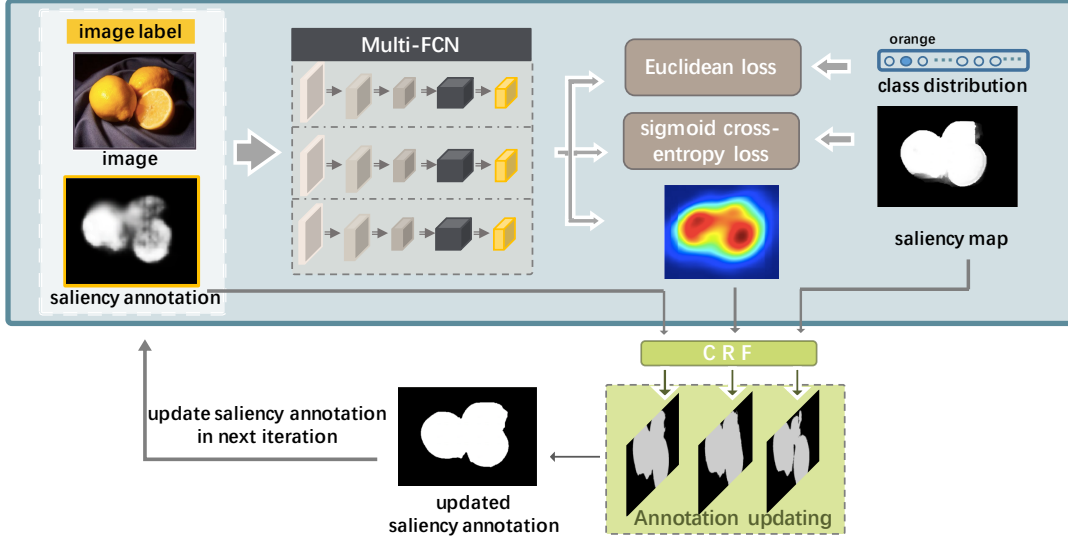 image label
image
saliency annotation
Multi-FCN
Euclidean loss
sigmoid cross-
entropy loss
orange
class distribution
saliency map
C R F
Annotation updating
updated
saliency annotation
update saliency annotation
in next iteration